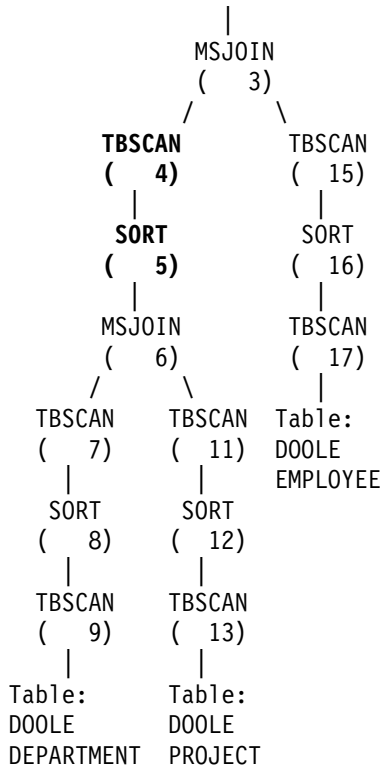 |
MSJOIN
(   3)
/   \
TBSCAN   TBSCAN
(   4)   (  15)
|   |
SORT   SORT
(   5)   (  16)
|   |
MSJOIN   TBSCAN
(   6)   (  17)
/   \   |
TBSCAN   TBSCAN   Table:
(   7)   (  11)   DOOLE
|   |   EMPLOYEE
SORT   SORT
(   8)   (  12)
|   |
TBSCAN   TBSCAN
(   9)   (  13)
|   |
Table:   Table:
DOOLE   DOOLE
DEPARTMENT   PROJECT